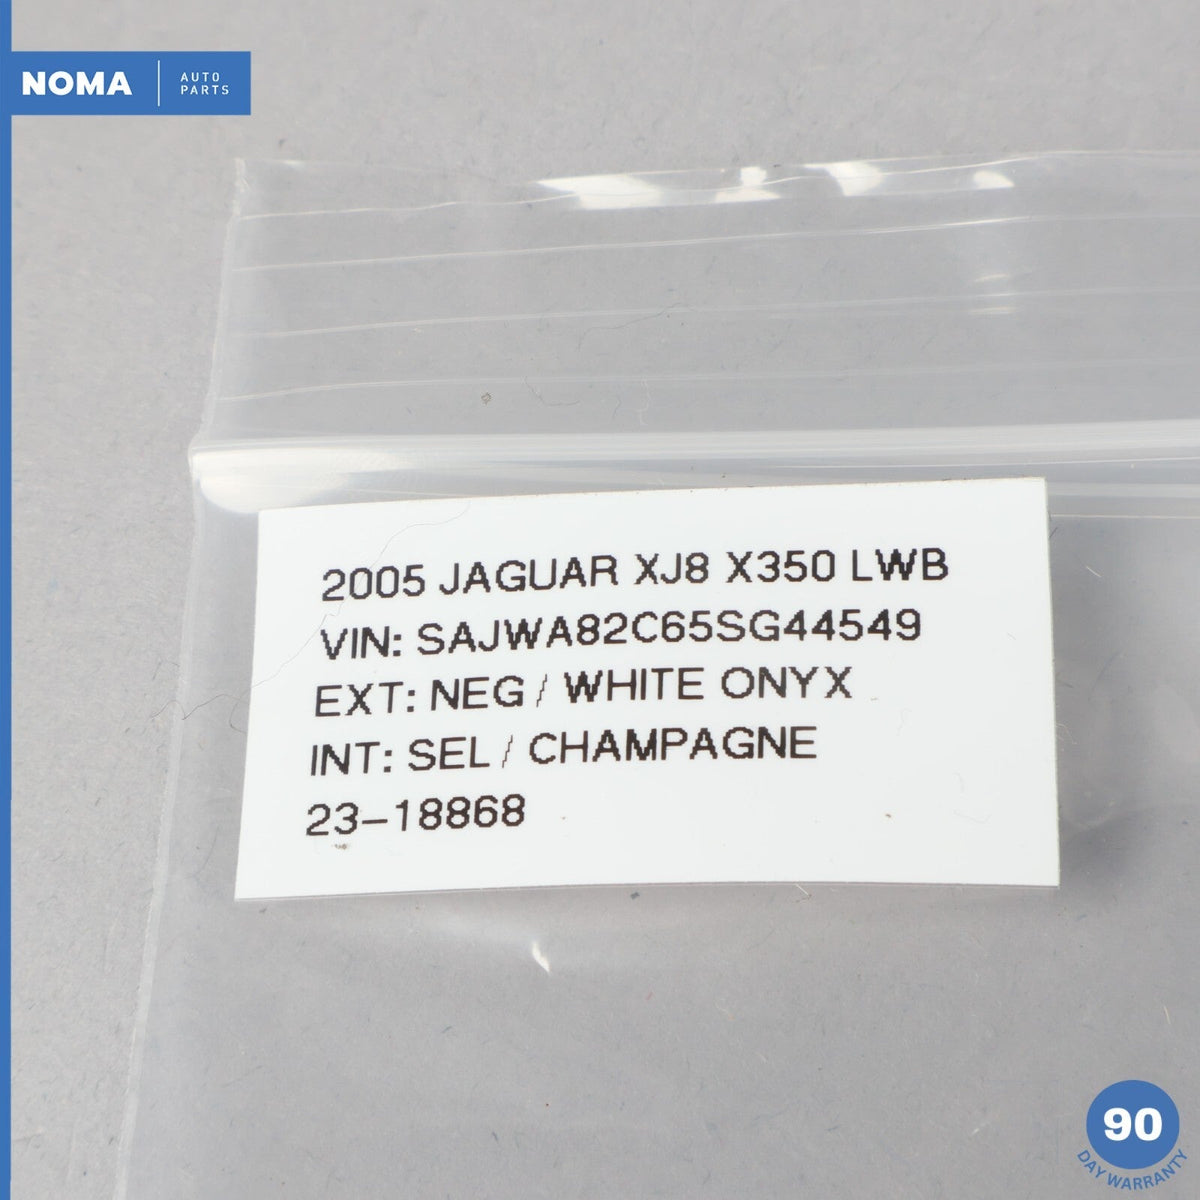 NOMA
AUTO
PARTS
2005 JAGUAR XJ8 X350 LWB
VIN: SAJWA82C65SG44549
EXT: NEG / WHITE ONYX
INT: SEL / CHAMPAGNE
23-18868
90
DAY WARRANTY